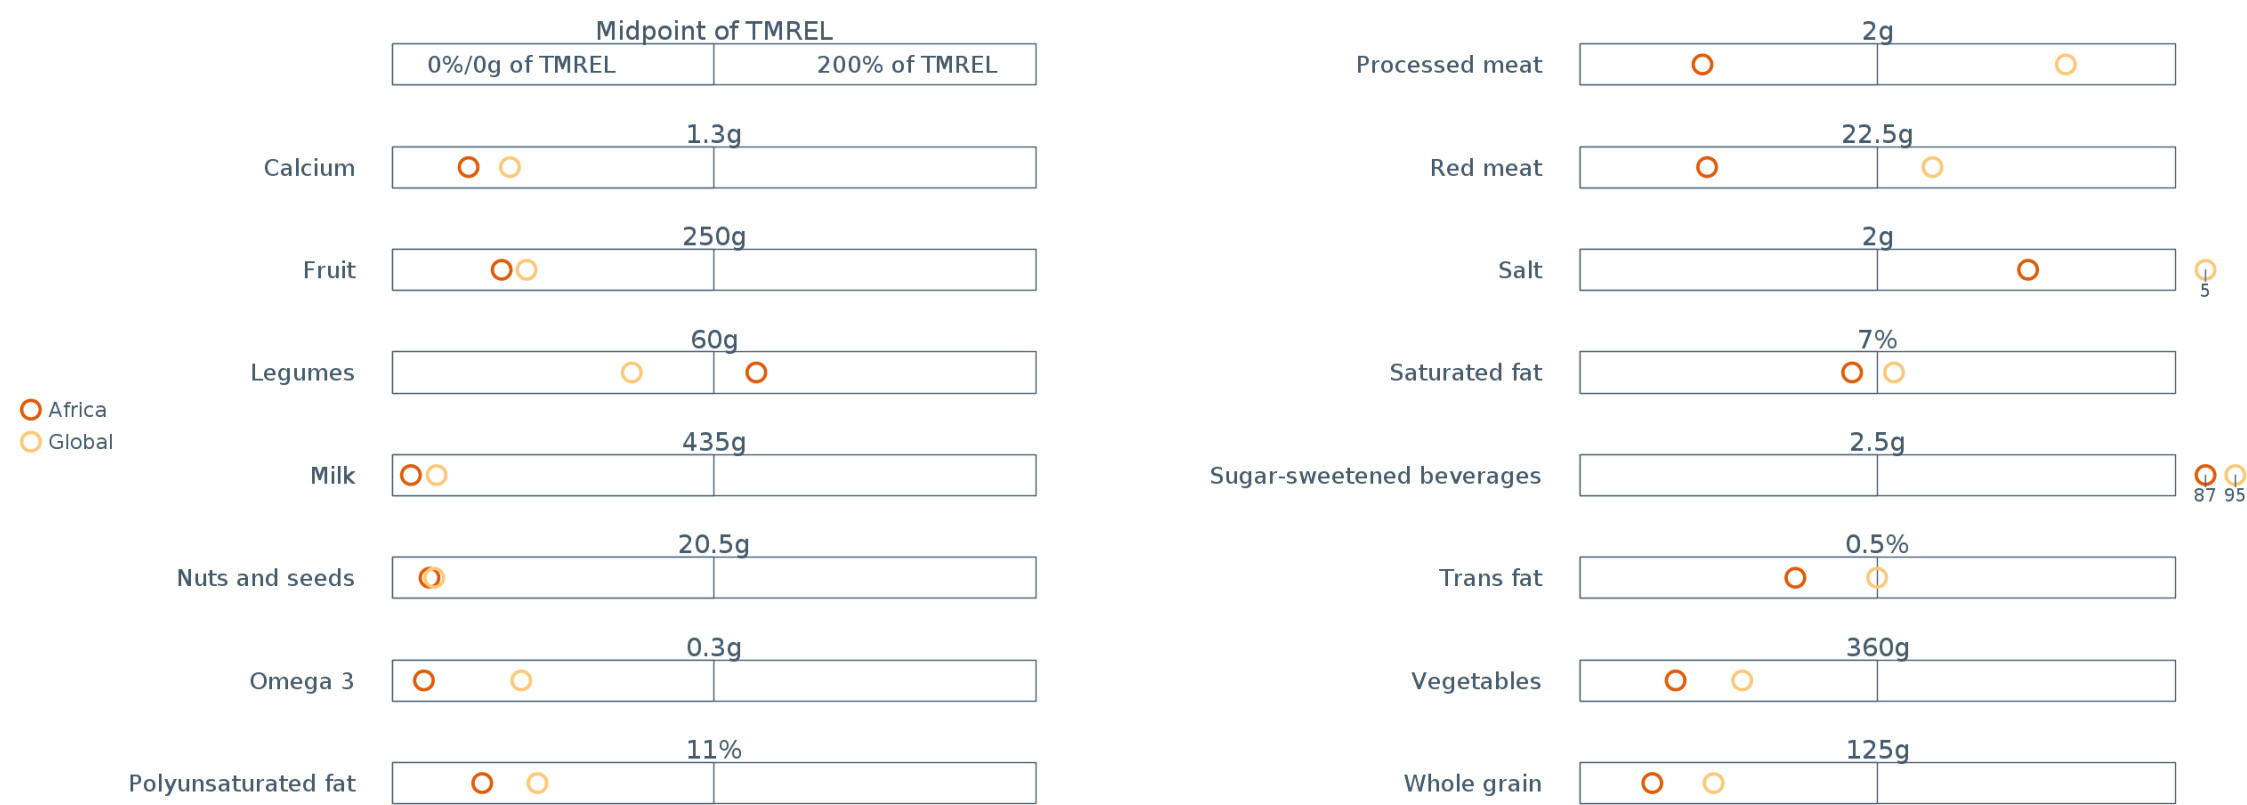 Midpoint of TMREL
0%/0g of TMREL
200% of TMREL
1.3g
Calcium
250g
Fruit
60g
Legumes
435g
Milk
20.5g
Nuts and seeds
0.3g
Omega 3
11%
Polyunsaturated fat
Africa
Global
2g
Processed meat
22.5g
Red meat
2g
Salt
5
7%
Saturated fat
2.5g
Sugar-sweetened beverages
87 95
0.5%
Trans fat
360g
Vegetables
125g
Whole grain